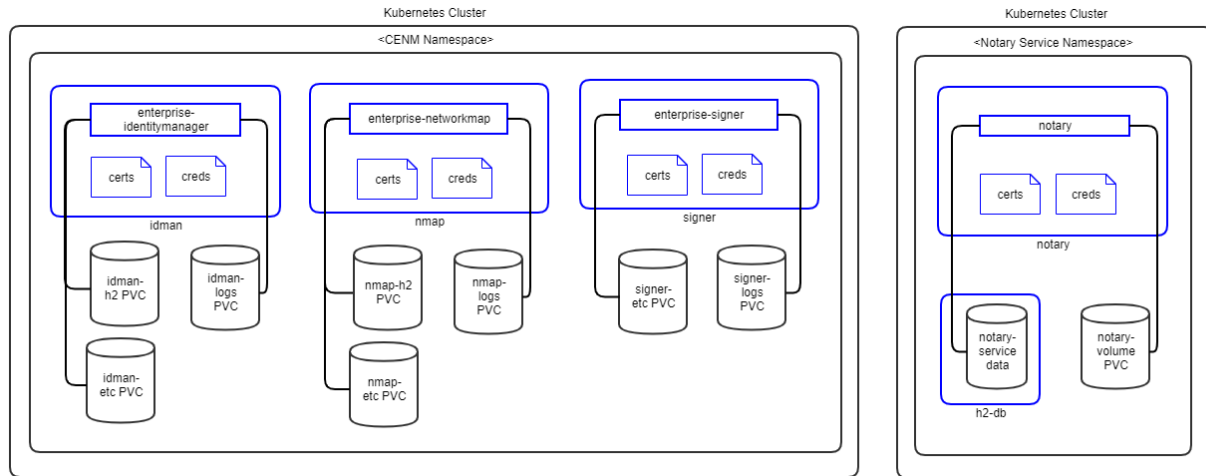 Kubernetes Cluster
<CENM Namespace>
enterprise-
identitymanager
certs
creds
idman
idman-
h2 PVC
idman-
logs
PVC
idman-
etc PVC
enterprise-networkmap
certs
creds
nmap
nmap-h2
PVC
nmap-
logs
PVC
nmap-
etc PVC
enterprise-signer
certs
creds
signer
signer-
etc PVC
signer-
logs
PVC
Kubernetes Cluster
<Notary Service Namespace>
notary
certs
creds
notary
notary-
service
data
h2-db
notary-
volume
PVC